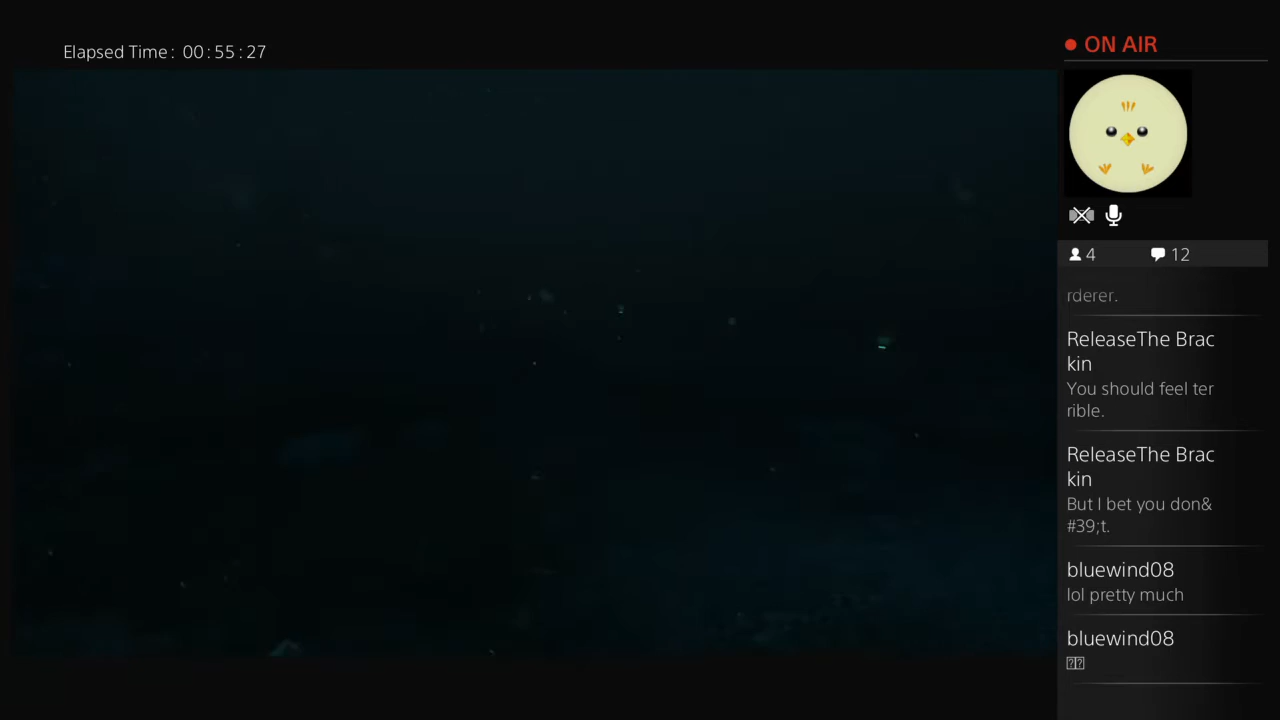 Elapsed Time: 00:55:27
ON AIR
4
12
rderer.
ReleaseThe Brac
kin
You should feel ter
rible.
ReleaseThe Brac
kin
But I bet you don&
#39;t.
bluewind08
lol pretty much
bluewind08